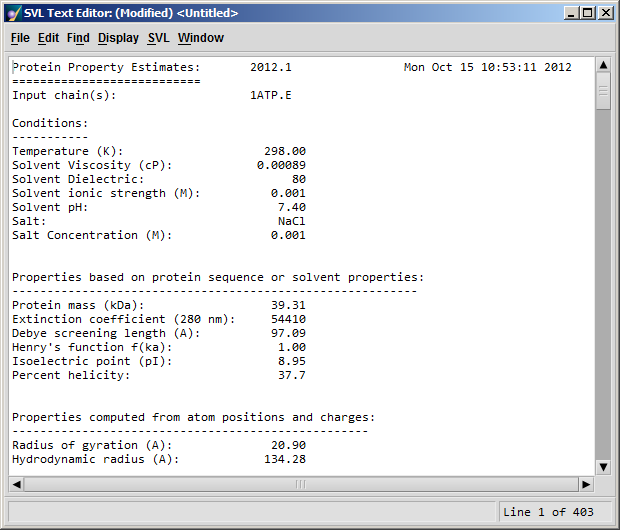 SVL Text Editor: (Modified) <Untitled>
File Edit Find Display SVL Window
Protein Property Estimates: 2012.1 Mon Oct 15 10:53:11 2012
===========================
Input chain(s): 1ATP.E
Conditions:
-----------
Temperature (K): 298.00
Solvent Viscosity (cP): 0.00089
Solvent Dielectric: 80
Solvent ionic strength (M): 0.001
Solvent pH: 7.40
Salt: NaCl
Salt Concentration (M): 0.001
Properties based on protein sequence or solvent properties:
----------------------------------------------------------
Protein mass (kDa): 39.31
Extinction coefficient (280 nm): 54410
Debye screening length (A): 97.09
Henry's function f(ka): 1.00
Isoelectric point (pI): 8.95
Percent helicity: 37.7
Properties computed from atom positions and charges:
---------------------------------------------------
Radius of gyration (A): 20.90
Hydrodynamic radius (A): 134.28
Line 1 of 403